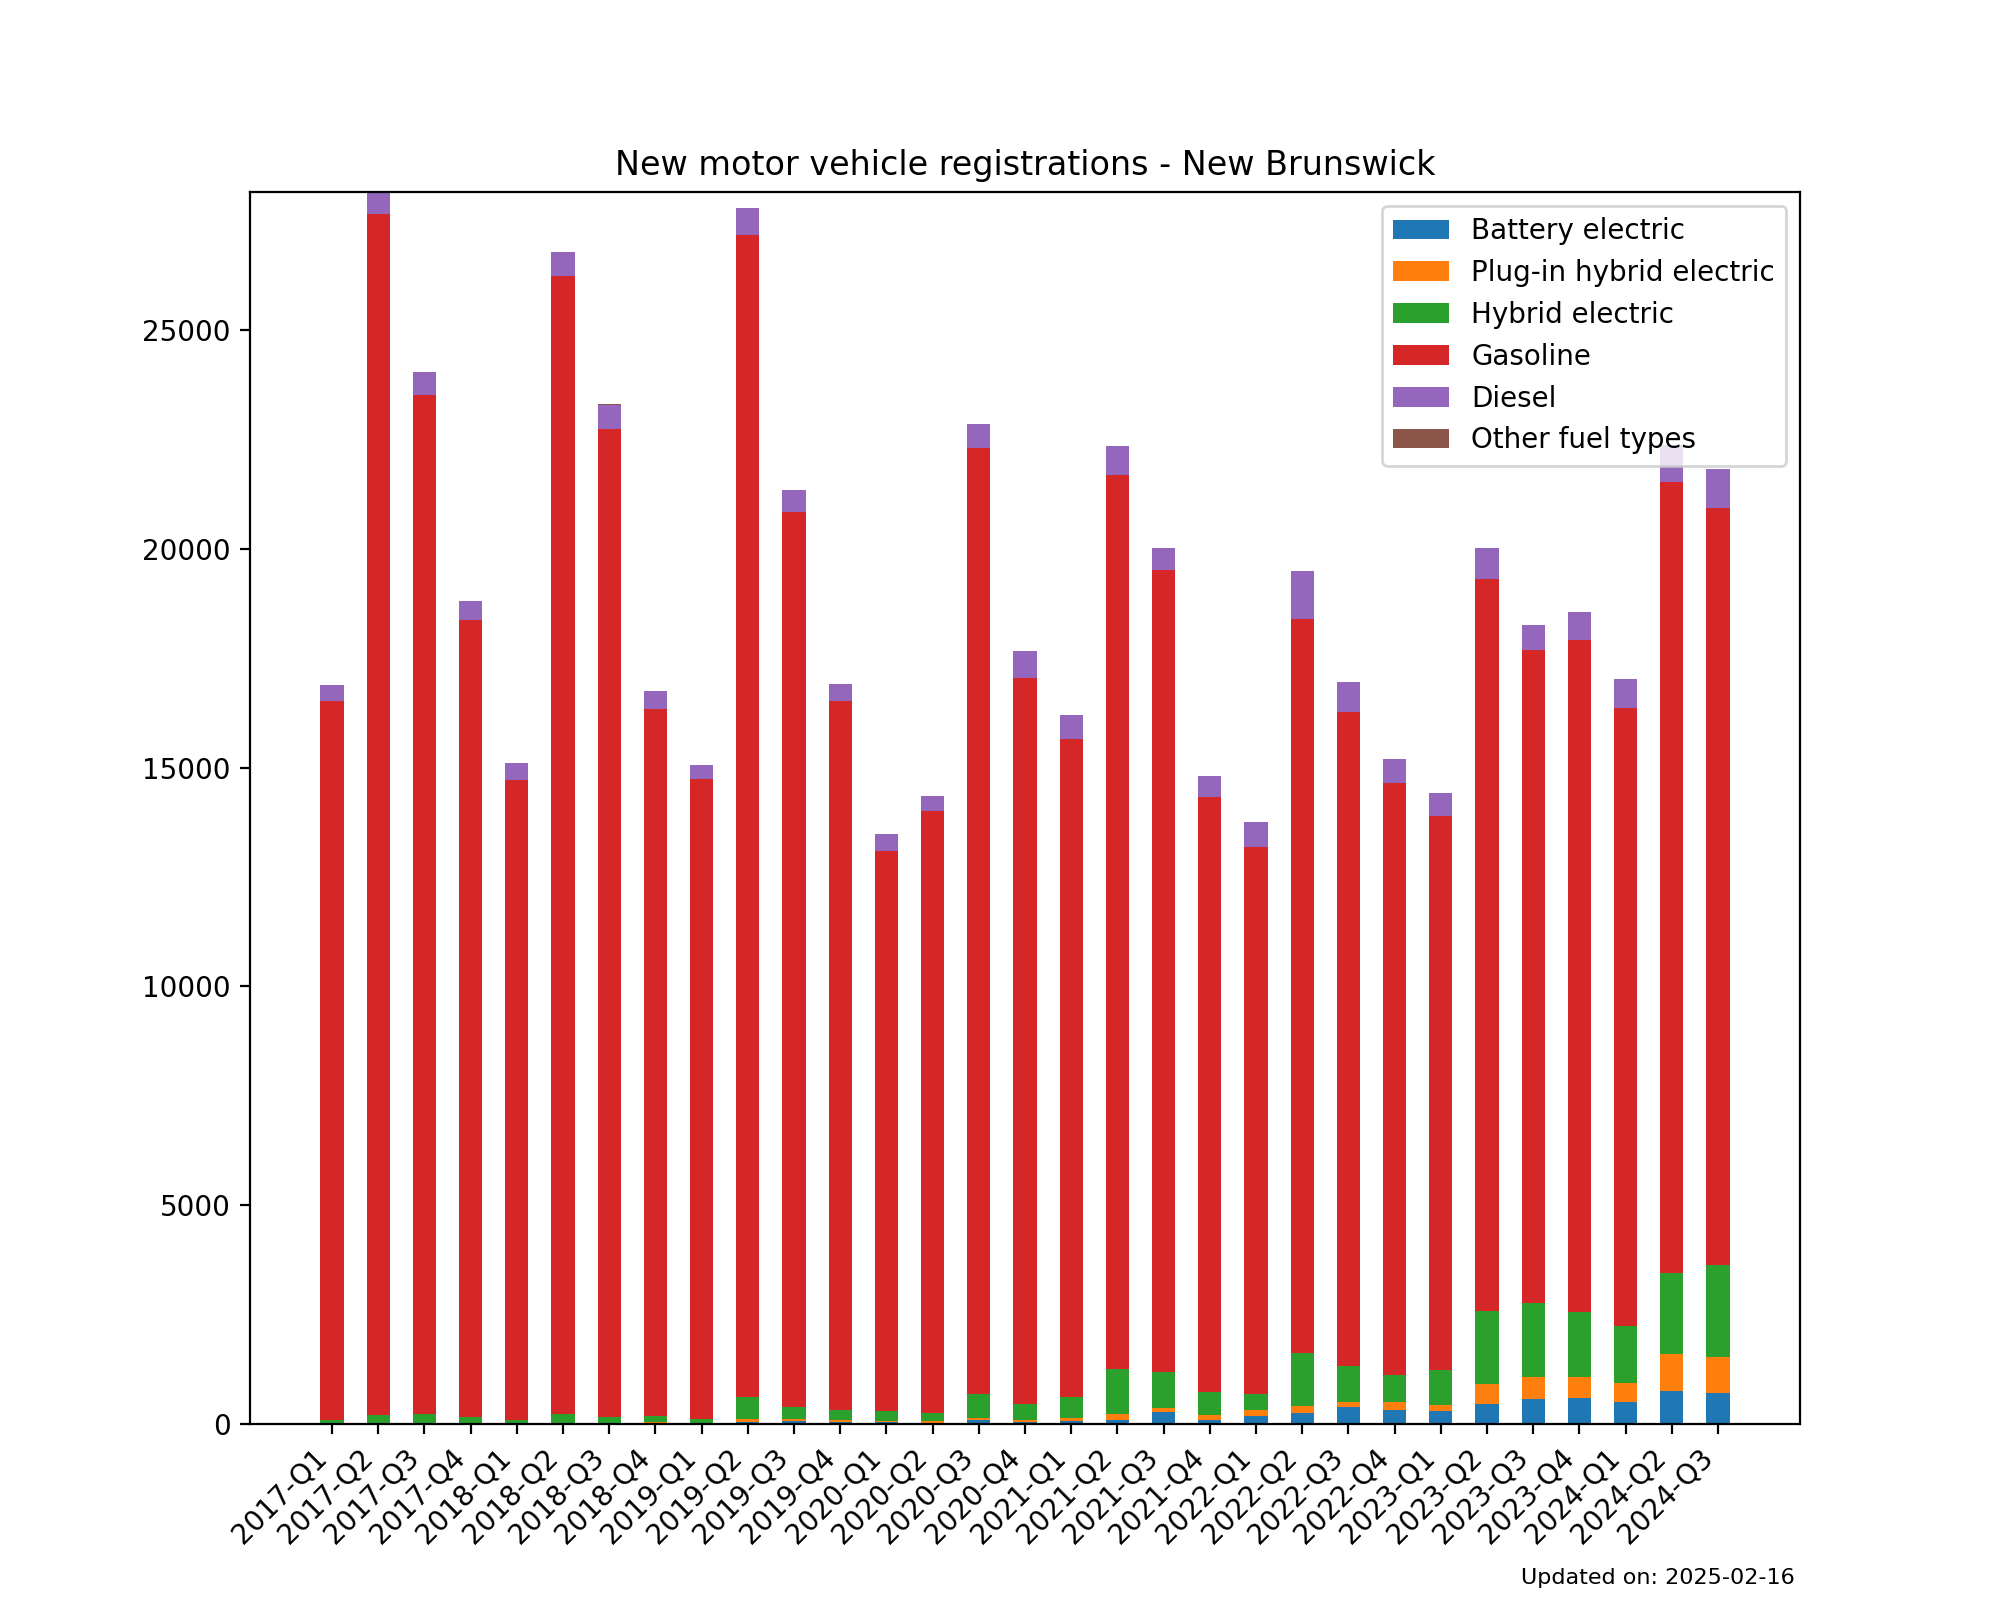 New motor vehicle registrations - New Brunswick
Battery electric
Plug-in hybrid electric
Hybrid electric
Gasoline
Diesel
Other fuel types
25000
20000
15000
10000
5000
0
2017-Q1
2017-Q2
2017-Q3
2017-Q4
2018-Q1
2018-Q2
2018-Q3
2018-Q4
2019-Q1
2019-Q2
2019-Q3
2019-Q4
2020-Q1
2020-Q2
2020-Q3
2020-Q4
2021-Q1
2021-Q2
2021-Q3
2021-Q4
2022-Q1
2022-Q2
2022-Q3
2022-Q4
2023-Q1
2023-Q2
2023-Q3
2023-Q4
2024-Q1
2024-Q2
2024-Q3
Updated on: 2025-02-16